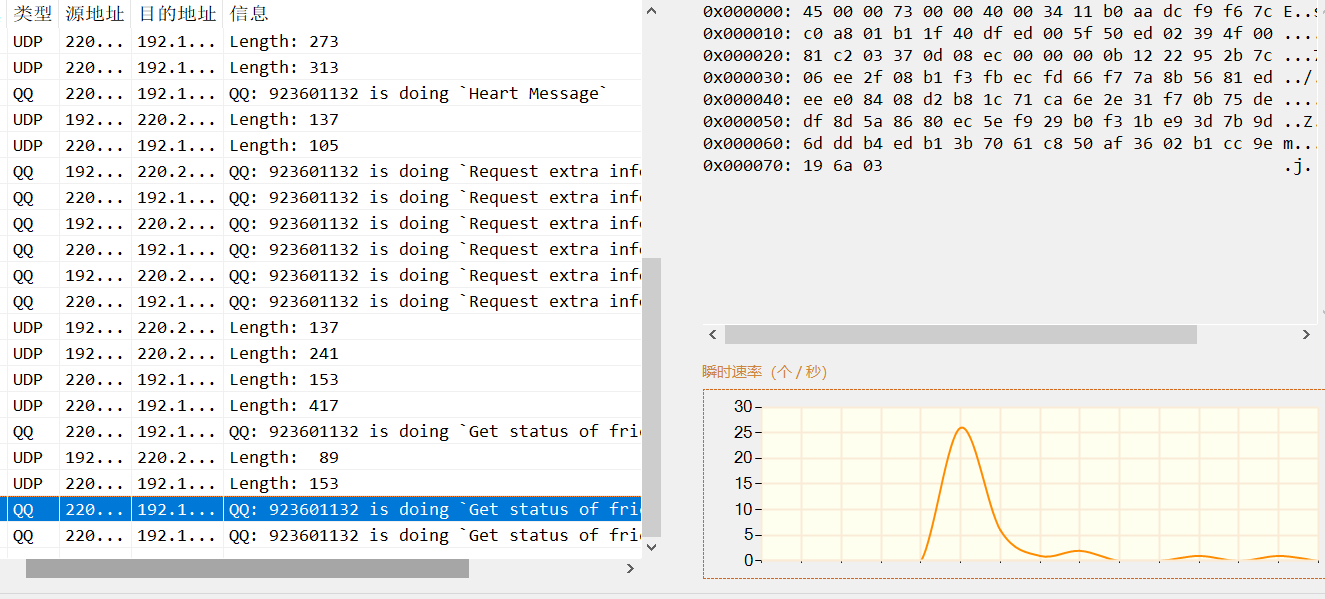 类型 源地址 目的地址 信息
UDP 220... 192.1... Length: 273
UDP 220... 192.1... Length: 313
QQ 220... 192.1... QQ: 923601132 is doing `Heart Message`
UDP 192... 220.2... Length: 137
UDP 220... 192.1... Length: 105
QQ 192... 220.2... QQ: 923601132 is doing `Request extra inf
QQ 220... 192.1... QQ: 923601132 is doing `Request extra inf
QQ 192... 220.2... QQ: 923601132 is doing `Request extra inf
QQ 220... 192.1... QQ: 923601132 is doing `Request extra inf
QQ 192... 220.2... QQ: 923601132 is doing `Request extra inf
QQ 220... 192.1... QQ: 923601132 is doing `Request extra inf
UDP 192... 220.2... Length: 137
UDP 192... 220.2... Length: 241
UDP 220... 192.1... Length: 153
UDP 220... 192.1... Length: 417
QQ 220... 192.1... QQ: 923601132 is doing `Get status of fri
UDP 192... 220.2... Length: 89
UDP 220... 192.1... Length: 153
QQ 220... 192.1... QQ: 923601132 is doing `Get status of fri
QQ 220... 192.1... QQ: 923601132 is doing `Get status of fri
0x000000: 45 00 00 73 00 00 40 00 34 11 b0 aa dc f9 f6 7c E..s
0x000010: c0 a8 01 b1 1f 40 df ed 00 5f 50 ed 02 39 4f 00 ....
0x000020: 81 c2 03 37 0d 08 ec 00 00 00 0b 12 22 95 2b 7c ...7
0x000030: 06 ee 2f 08 b1 f3 fb ec fd 66 f7 7a 8b 56 81 ed ../.
0x000040: ee e0 84 08 d2 b8 1c 71 ca 6e 2e 31 f7 0b 75 de ....
0x000050: df 8d 5a 86 80 ec 5e f9 29 b0 f3 1b e9 3d 7b 9d ..Z.
0x000060: 6d dd b4 ed b1 3b 70 61 c8 50 af 36 02 b1 cc 9e m...
0x000070: 19 6a 03 .j.
瞬时速率（个 / 秒）
30
25
20
15
10
5
0